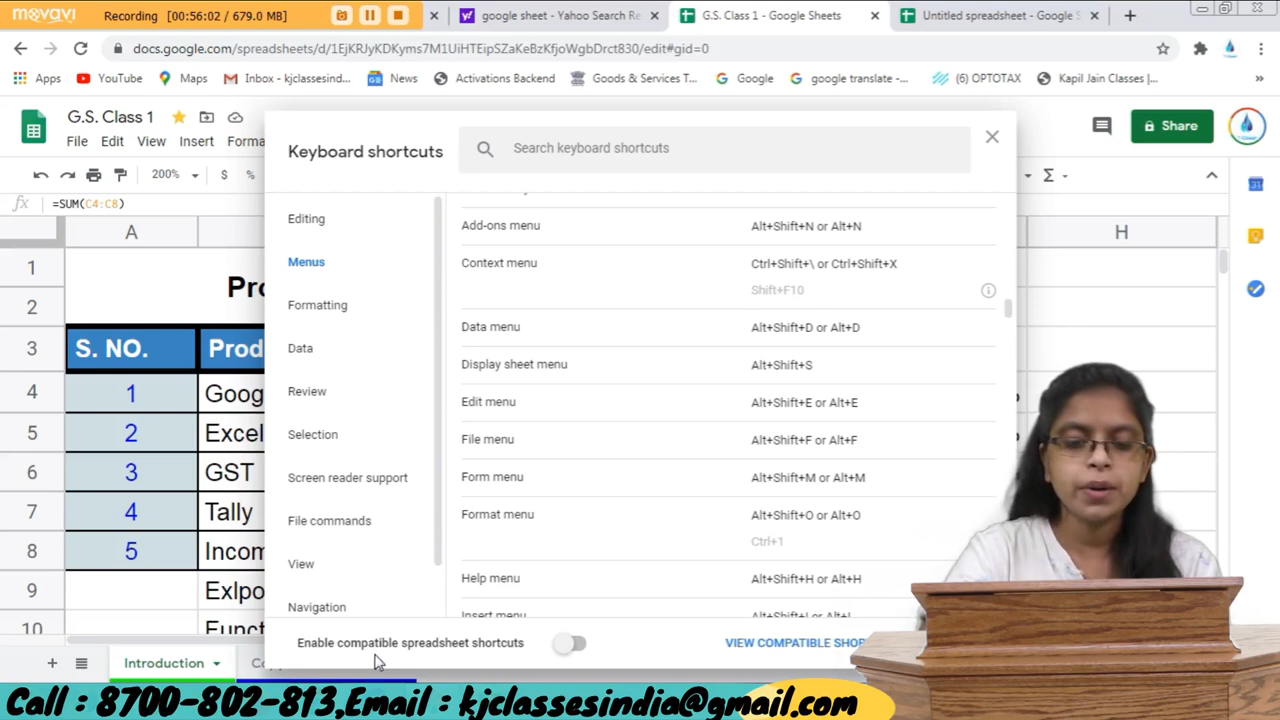 movavi
Recording (00:56:02 / 679.0 MB)
google sheet - Yahoo Search Re
G.S. Class 1 - Google Sheets
Untitled spreadsheet - Google S
docs.google.com/spreadsheets/d/1EjKRJyKDKyms7M1UiHTEipSZaKeBzKfjoWgbDrct830/edit#gid=0
Apps
YouTube
Maps
Inbox - kjclassesind...
News
Activations Backend
Goods & Services T...
Google
google translate -...
(6) OPTOTAX
Kapil Jain Classes |...
G.S. Class 1
Share
File
Edit
View
Insert
Forma
200%
$
%
Σ
fx
=SUM(C4:C8)
A
H
1
2
3
4
5
6
7
8
9
10
Pro
S. NO.
Prod
1
Goog
2
Excel
3
GST
4
Tally
5
Incom
Exlpo
Funct
Keyboard shortcuts
Search keyboard shortcuts
Editing
Menus
Formatting
Data
Review
Selection
Screen reader support
File commands
View
Navigation
Add-ons menu
Alt+Shift+N or Alt+N
Context menu
Ctrl+Shift+\ or Ctrl+Shift+X
Shift+F10
Data menu
Alt+Shift+D or Alt+D
Display sheet menu
Alt+Shift+S
Edit menu
Alt+Shift+E or Alt+E
File menu
Alt+Shift+F or Alt+F
Form menu
Alt+Shift+M or Alt+M
Format menu
Alt+Shift+O or Alt+O
Ctrl+1
Help menu
Alt+Shift+H or Alt+H
Insert menu
Alt+Shift+I or Alt+I
Enable compatible spreadsheet shortcuts
VIEW COMPATIBLE SHOR
Introduction
Call : 8700-802-813,Email : kjclassesindia@gmail.com